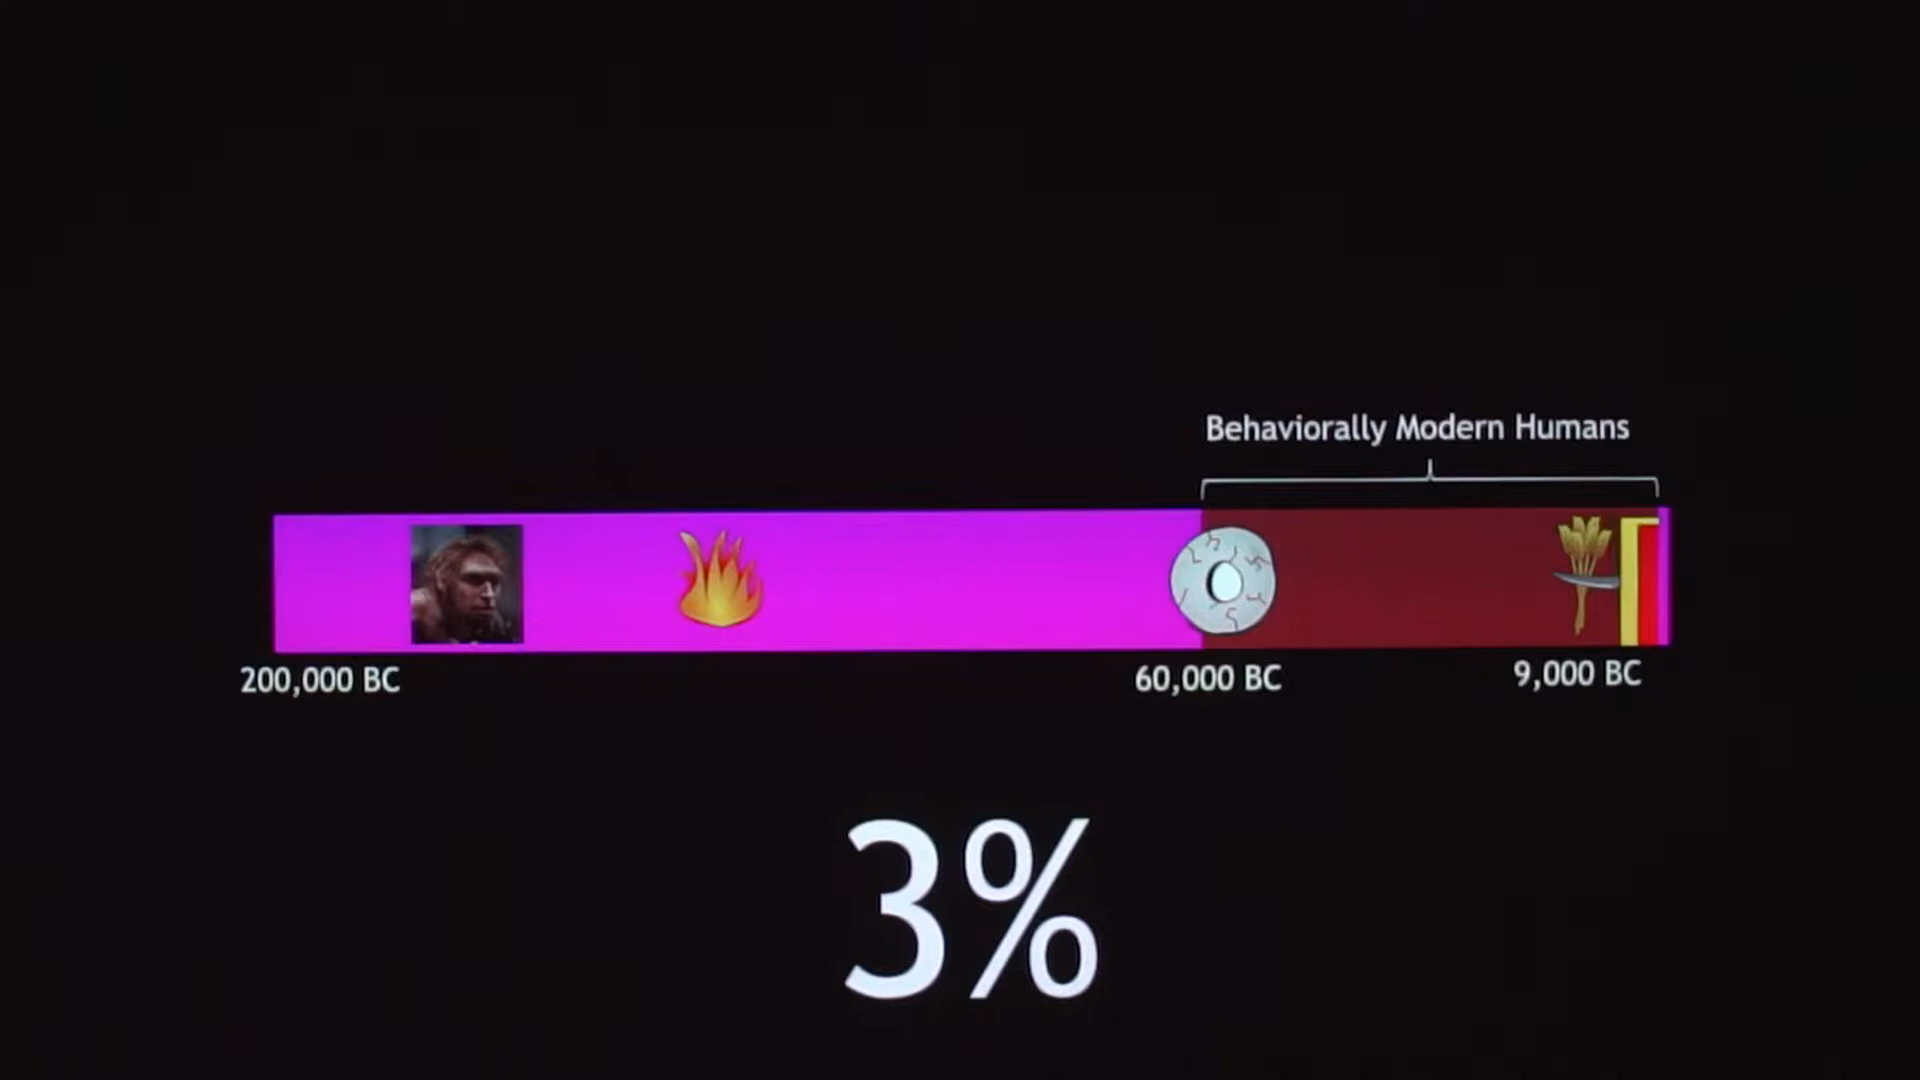 Behaviorally Modern Humans
200,000 BC
60,000 BC
9,000 BC
3%